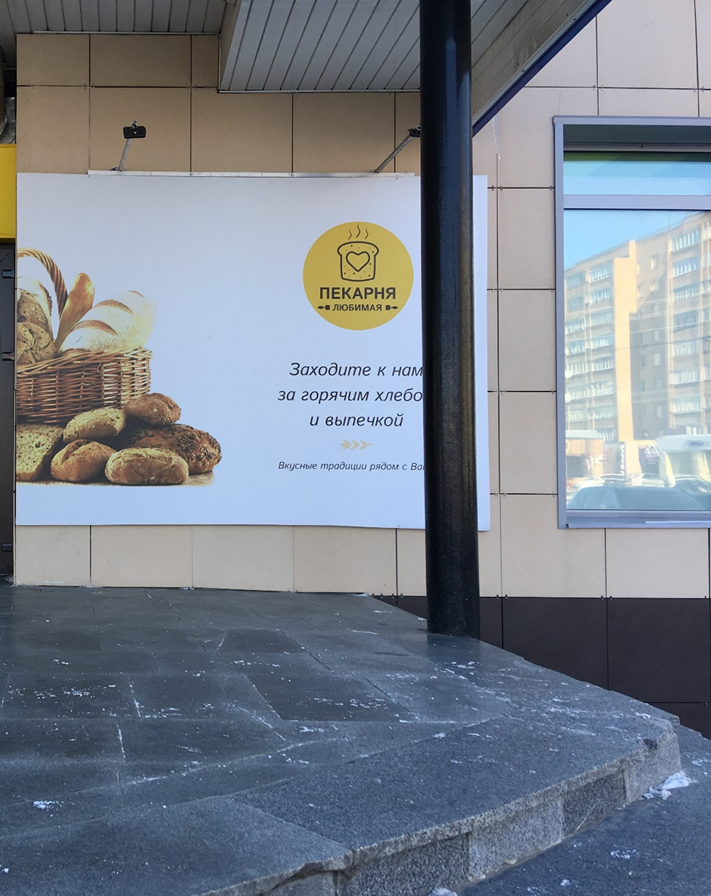 ПЕКАРНЯ
ЛЮБИМАЯ
Заходите к нам
за горячим
и выпечкой
Вкусные традиции рядом с